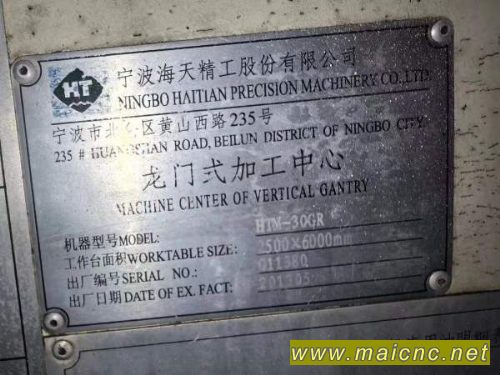 HT
宁波海天精工股份有限公司
NINGBO HAITIAN PRECISION MACHINERY CO., LTD.
宁波市北仑区黄山西路235号
235 # HUANGSHAN ROAD, BEILUN DISTRICT OF NINGBO CITY
龙门式加工中心
MACHINE CENTER OF VERTICAL GANTRY
机器型号MODEL: HTM-30GR
工作台面积WORKTABLE SIZE: 2500×6000mm
出厂编号SERIAL NO.: 011380
出厂日期DATE OF EX. FACT:
www.maicnc.net